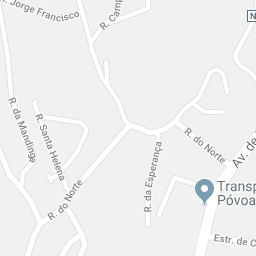 . Jorge Francisco
R. Camp
N
R. da Mandinga
R. Santa Helena
R. do Norte
R. do Norte
R. da Esperança
Av. de
Transp
Póvoa
Estr. de C